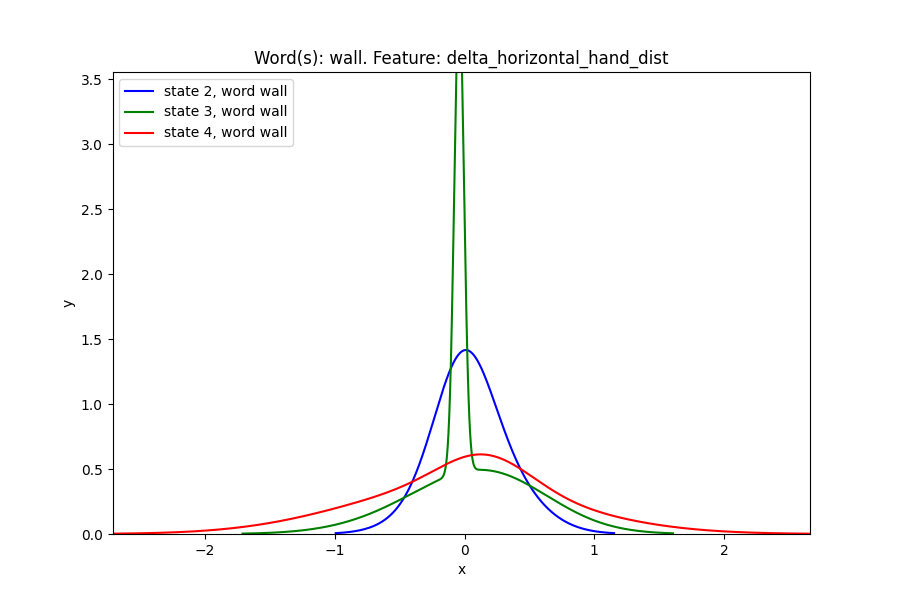 Word(s): wall. Feature: delta_horizontal_hand_dist
state 2, word wall
state 3, word wall
state 4, word wall
y
3.5
3.0
2.5
2.0
1.5
1.0
0.5
0.0
−2 −1 0 1 2
x